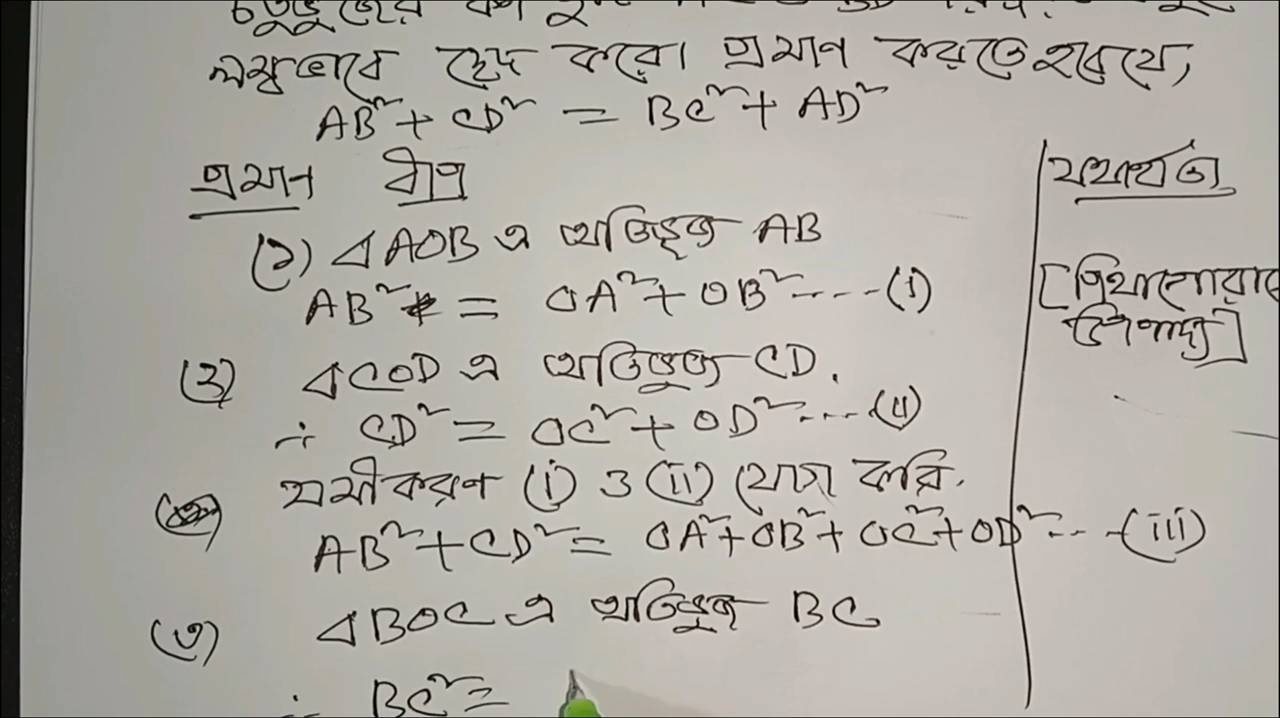 চতুর্ভুজের কর্ণ
লম্বভাবে ছেদ করে। প্রমাণ করতে হবে যে,
AB² + CD² = BC² + AD²
প্রমাণ ধাপ
যথার্থতা
(১) ∠AOB এ অতিভুজ AB
AB² = OA² + OB² ---- (i)
[পিথাগোরাসে
উপপাদ্য]
(২) ∠COD এ অতিভুজ CD.
∴ CD² = OC² + OD² ---- (ii)
সমীকরণ (i) ও (ii) যোগ করি.
AB² + CD² = OA² + OB² + OC² + OD² ---- (iii)
(৩) ∠BOC এ অতিভুজ BC
∴ BC² =